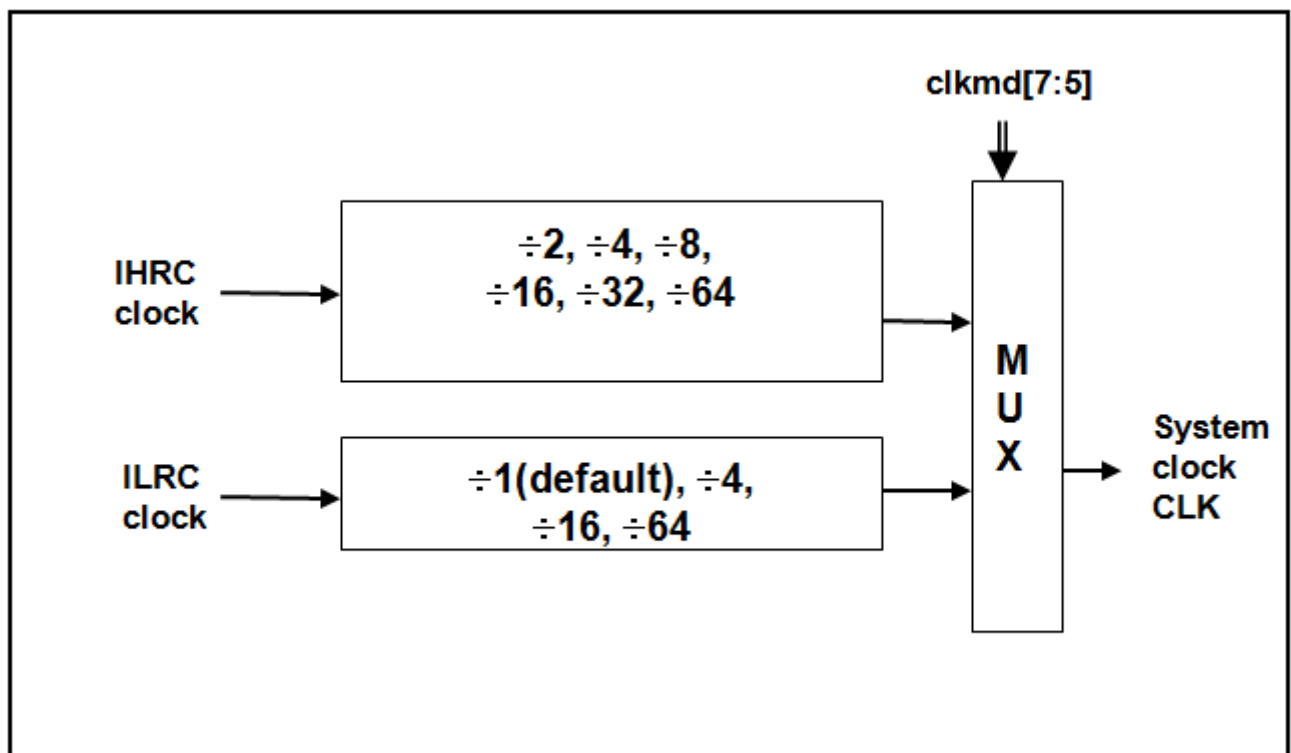 clkmd[7:5]
IHRC
clock
÷2, ÷4, ÷8,
÷16, ÷32, ÷64
M
U
X
ILRC
clock
÷1(default), ÷4,
÷16, ÷64
System
clock
CLK